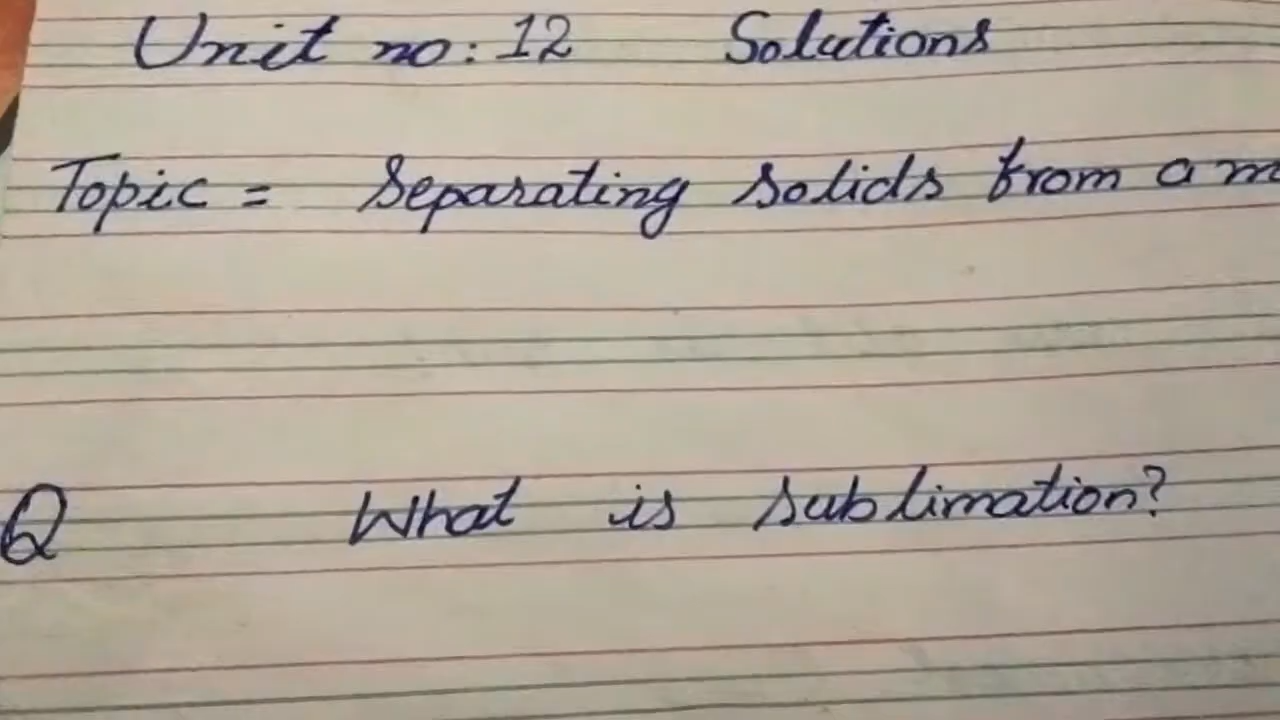 Unit no: 12 Solutions
Topic = Separating solids from a
Q What is sublimation?